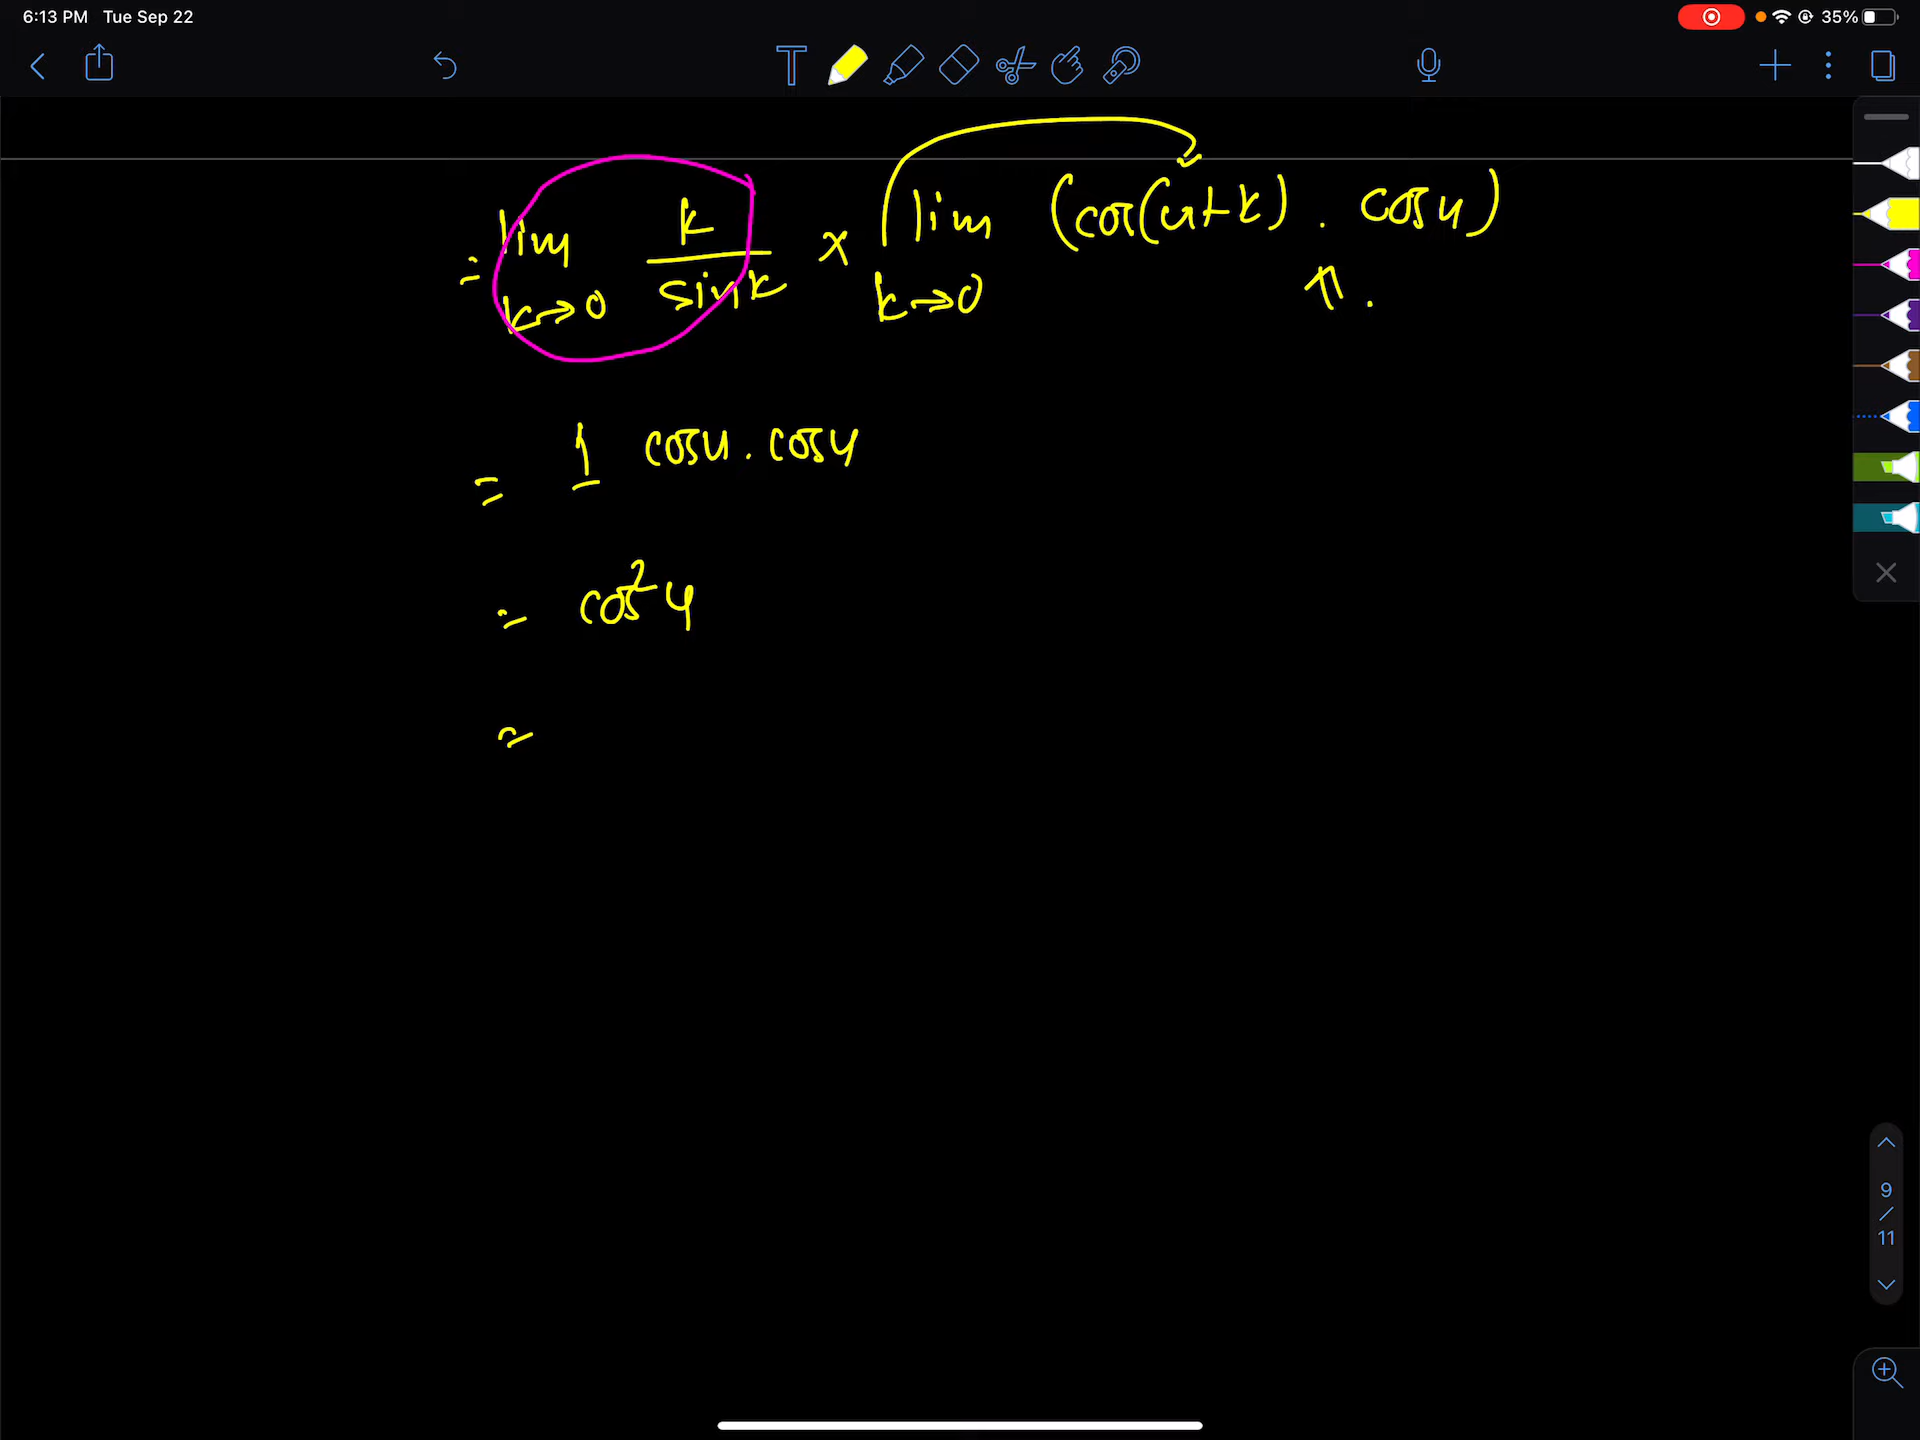 6:13 PM Tue Sep 22 35%
= lim k→0 k/sin k × lim k→0 (cos(u+k) . cos u)
↑ .
= 1 cos u . cos y
= cos² y
=
9
/
11